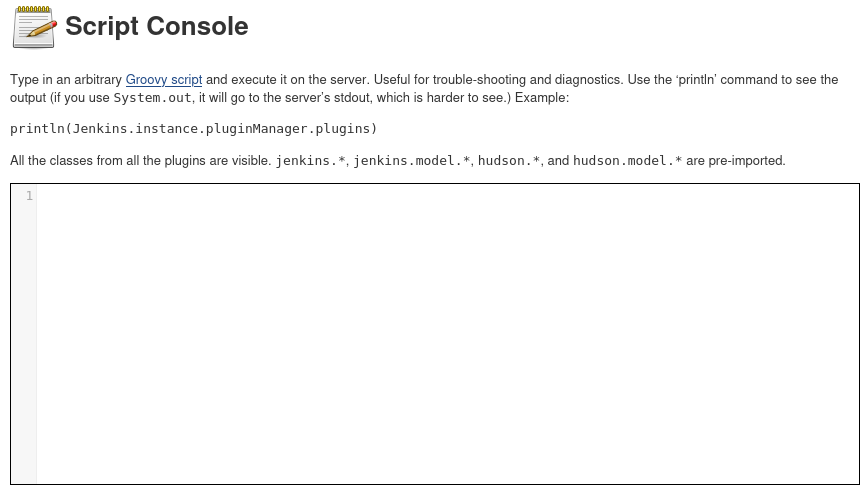 Script Console
Type in an arbitrary Groovy script and execute it on the server. Useful for trouble-shooting and diagnostics. Use the ‘println’ command to see the
output (if you use System.out, it will go to the server’s stdout, which is harder to see.) Example:
println(Jenkins.instance.pluginManager.plugins)
All the classes from all the plugins are visible. jenkins.*, jenkins.model.*, hudson.*, and hudson.model.* are pre-imported.
1